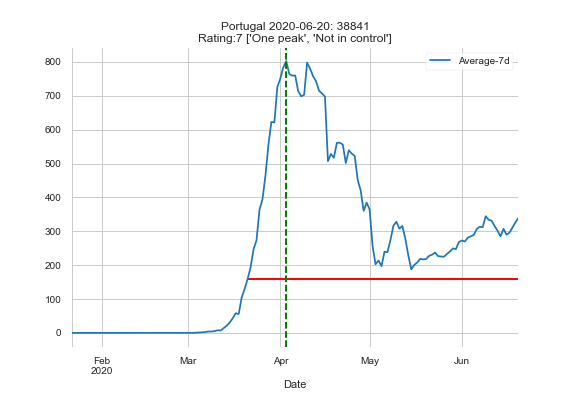 Portugal 2020-06-20: 38841
Rating:7 ['One peak', 'Not in control']
Average-7d
800
700
600
500
400
300
200
100
0
Feb
2020
Mar
Apr
May
Jun
Date